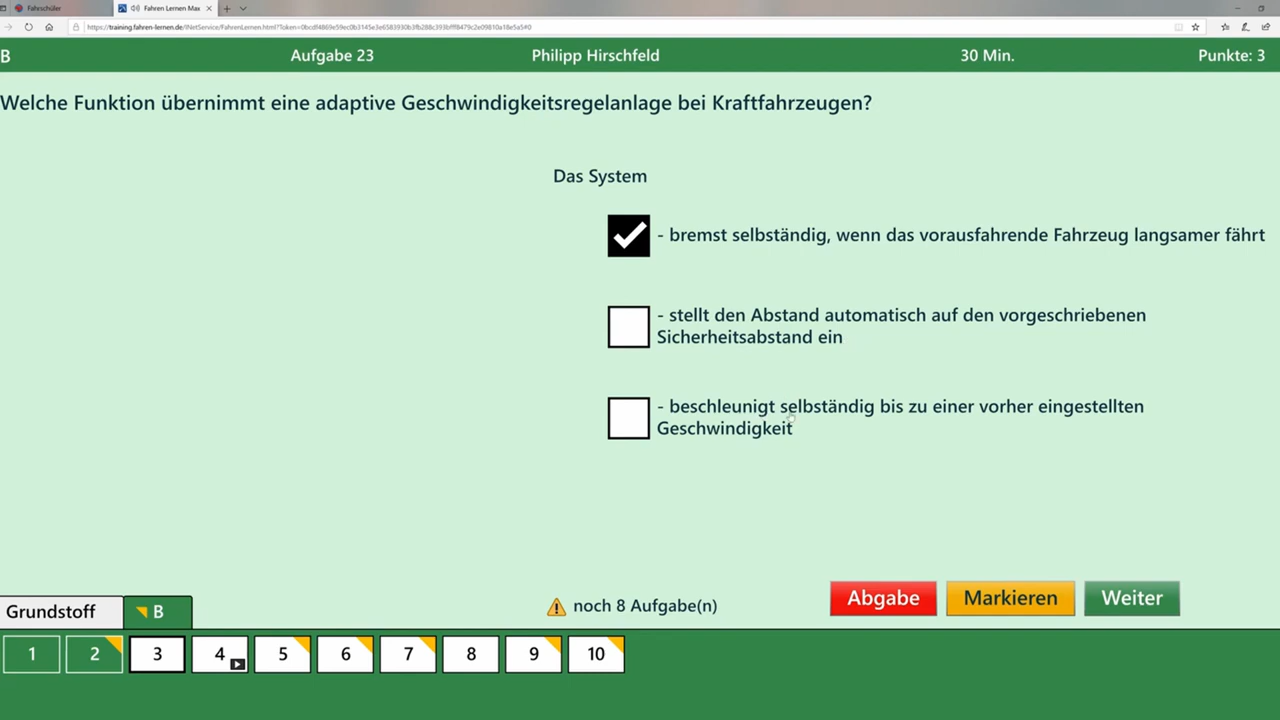 Fahrschüler
Fahren Lernen Max
B
Aufgabe 23
Philipp Hirschfeld
30 Min.
Punkte: 3
Welche Funktion übernimmt eine adaptive Geschwindigkeitsregelanlage bei Kraftfahrzeugen?
Das System
- bremst selbständig, wenn das vorausfahrende Fahrzeug langsamer fährt
- stellt den Abstand automatisch auf den vorgeschriebenen
Sicherheitsabstand ein
- beschleunigt selbständig bis zu einer vorher eingestellten
Geschwindigkeit
noch 8 Aufgabe(n)
Abgabe
Markieren
Weiter
Grundstoff
B
1
2
3
4
5
6
7
8
9
10